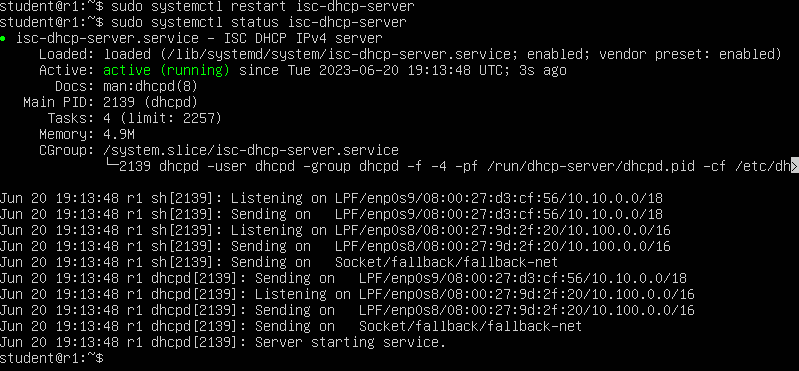 student@r1:~$ sudo systemctl restart isc-dhcp-server
student@r1:~$ sudo systemctl status isc-dhcp-server
● isc-dhcp-server.service - ISC DHCP IPv4 server
     Loaded: loaded (/lib/systemd/system/isc-dhcp-server.service; enabled; vendor preset: enabled)
     Active: active (running) since Tue 2023-06-20 19:13:48 UTC; 3s ago
       Docs: man:dhcpd(8)
   Main PID: 2139 (dhcpd)
      Tasks: 4 (limit: 2257)
     Memory: 4.9M
     CGroup: /system.slice/isc-dhcp-server.service
             └─2139 dhcpd -user dhcpd -group dhcpd -f -4 -pf /run/dhcp-server/dhcpd.pid -cf /etc/dh>
Jun 20 19:13:48 r1 sh[2139]: Listening on LPF/enp0s9/08:00:27:d3:cf:56/10.10.0.0/18
Jun 20 19:13:48 r1 sh[2139]: Sending on   LPF/enp0s9/08:00:27:d3:cf:56/10.10.0.0/18
Jun 20 19:13:48 r1 sh[2139]: Listening on LPF/enp0s8/08:00:27:9d:2f:20/10.100.0.0/16
Jun 20 19:13:48 r1 sh[2139]: Sending on   LPF/enp0s8/08:00:27:9d:2f:20/10.100.0.0/16
Jun 20 19:13:48 r1 sh[2139]: Sending on   Socket/fallback/fallback-net
Jun 20 19:13:48 r1 dhcpd[2139]: Sending on   LPF/enp0s9/08:00:27:d3:cf:56/10.10.0.0/18
Jun 20 19:13:48 r1 dhcpd[2139]: Listening on LPF/enp0s8/08:00:27:9d:2f:20/10.100.0.0/16
Jun 20 19:13:48 r1 dhcpd[2139]: Sending on   LPF/enp0s8/08:00:27:9d:2f:20/10.100.0.0/16
Jun 20 19:13:48 r1 dhcpd[2139]: Sending on   Socket/fallback/fallback-net
Jun 20 19:13:48 r1 dhcpd[2139]: Server starting service.
student@r1:~$